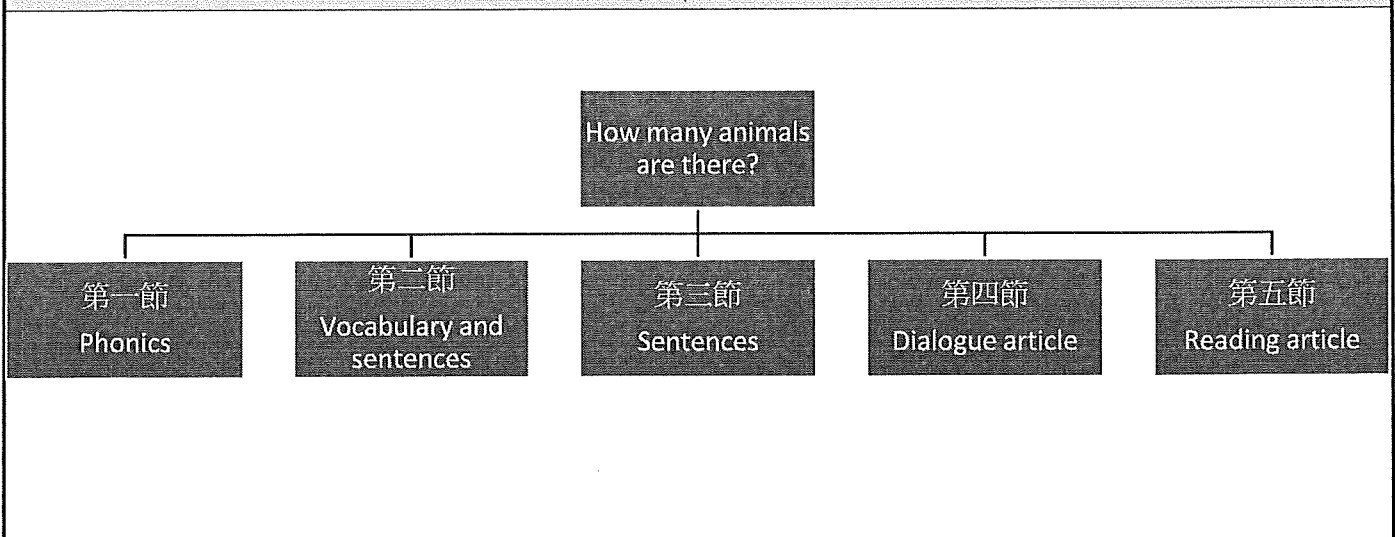 How many animals
are there?
第一節
Phonics
第二節
Vocabulary and
sentences
第三節
Sentences
第四節
Dialogue article
第五節
Reading article